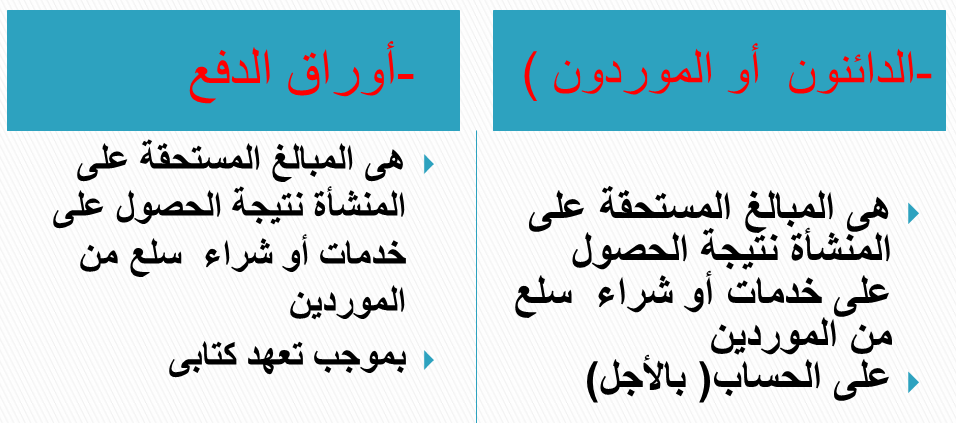 -الدائنون أو الموردون )
هى المبالغ المستحقة على
المنشأة نتيجة الحصول
على خدمات أو شراء سلع
من الموردين
على الحساب( بالأجل)
-أوراق الدفع
هى المبالغ المستحقة على
المنشأة نتيجة الحصول على
خدمات أو شراء سلع من
الموردين
بموجب تعهد كتابى